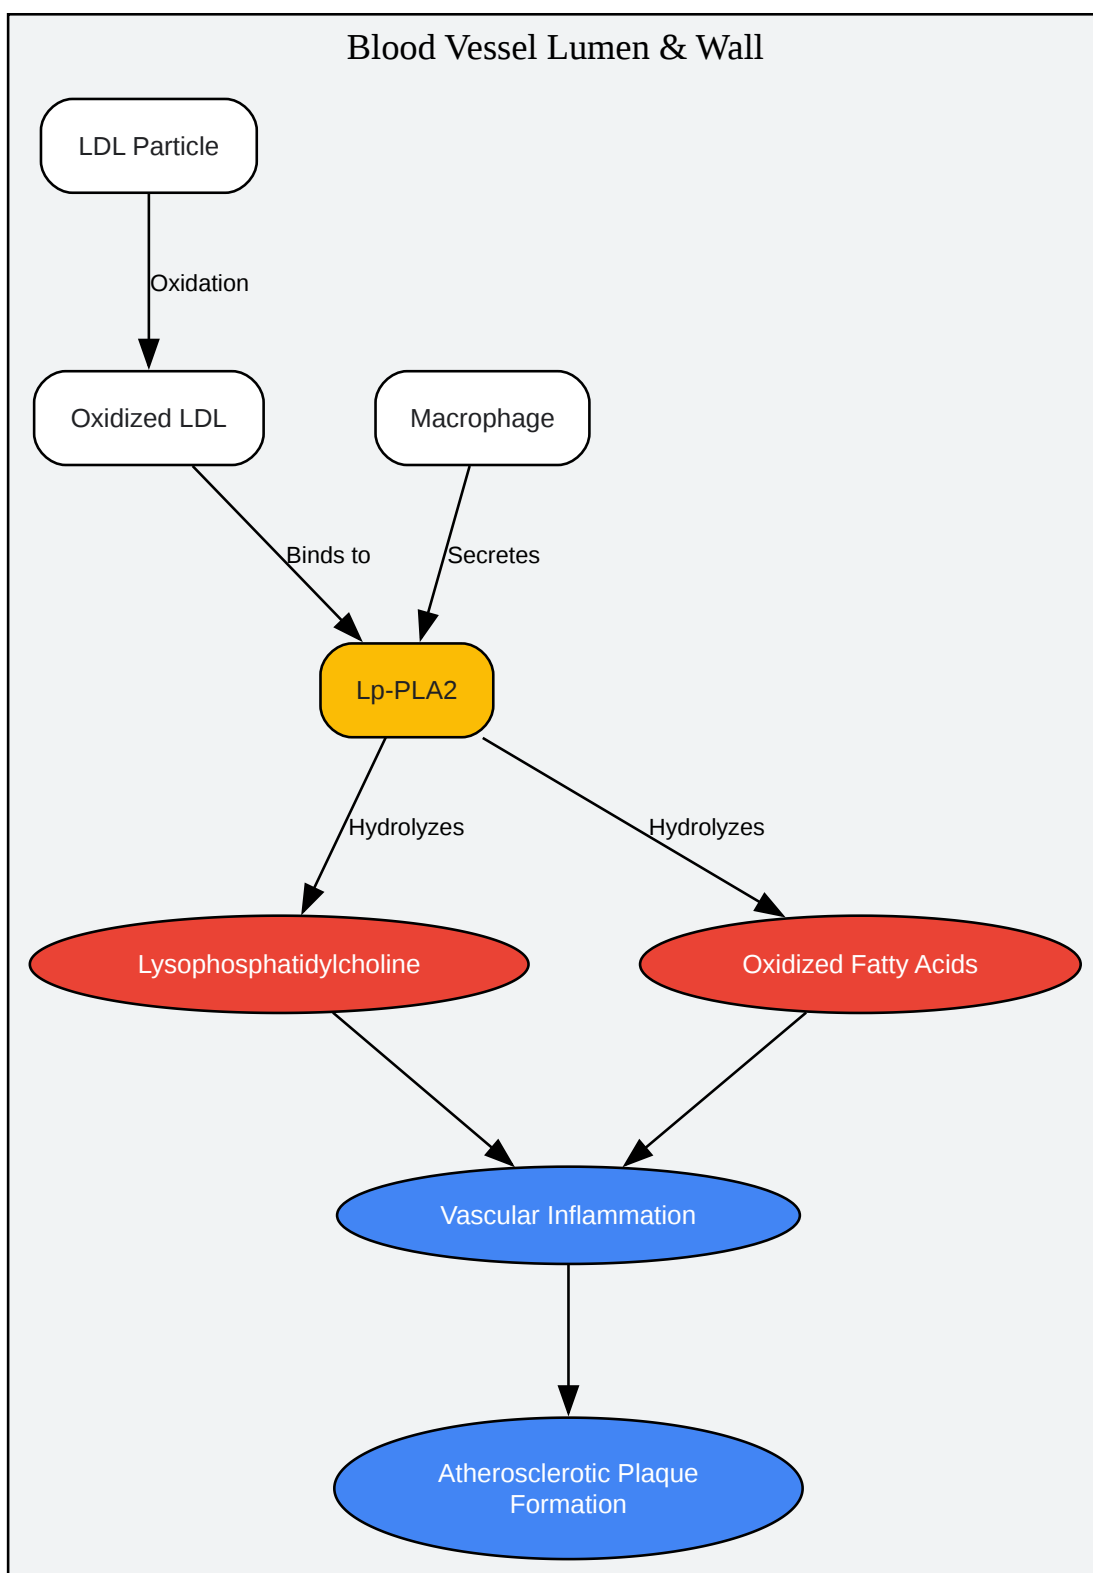 Blood Vessel Lumen & Wall
LDL Particle
Oxidation
Oxidized LDL
Macrophage
Binds to
Secretes
Lp-PLA2
Hydrolyzes
Hydrolyzes
Lysophosphatidylcholine
Oxidized Fatty Acids
Vascular Inflammation
Atherosclerotic Plaque
Formation